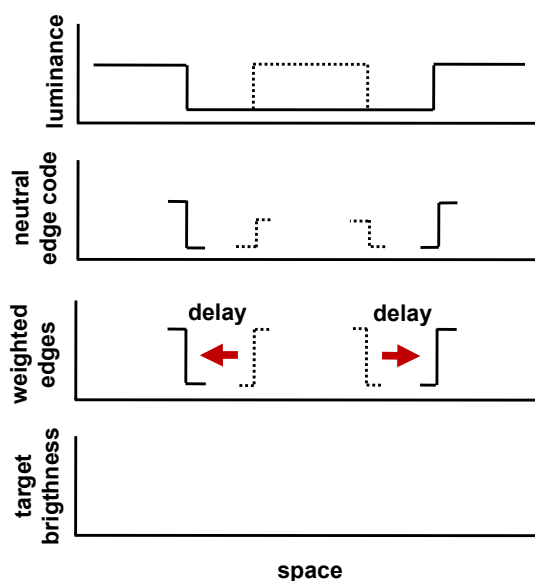 luminance
neutral
edge code
delay
delay
weighted
edges
target
brigthness
space